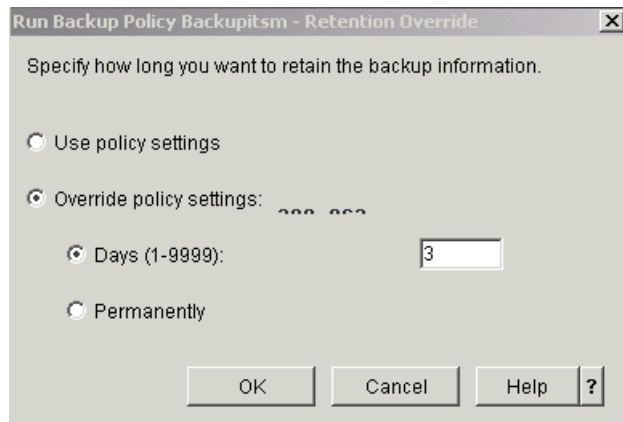 Run Backup Policy Backupitsm - Retention Override
Specify how long you want to retain the backup information.
Use policy settings
Override policy settings:
Days (1-9999):
3
Permanently
OK
Cancel
Help
?